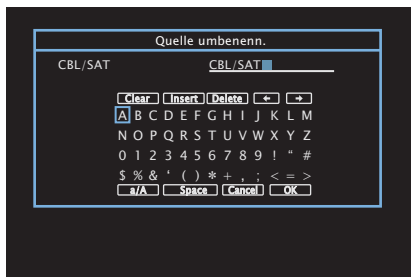 Quelle umbenenn.
CBL/SAT CBL/SAT
Clear Insert Delete ← →
A B C D E F G H I J K L M
N O P Q R S T U V W X Y Z
0 1 2 3 4 5 6 7 8 9 ! “ #
$ % & ‘ ( ) * + , ; < = >
a/A Space Cancel OK